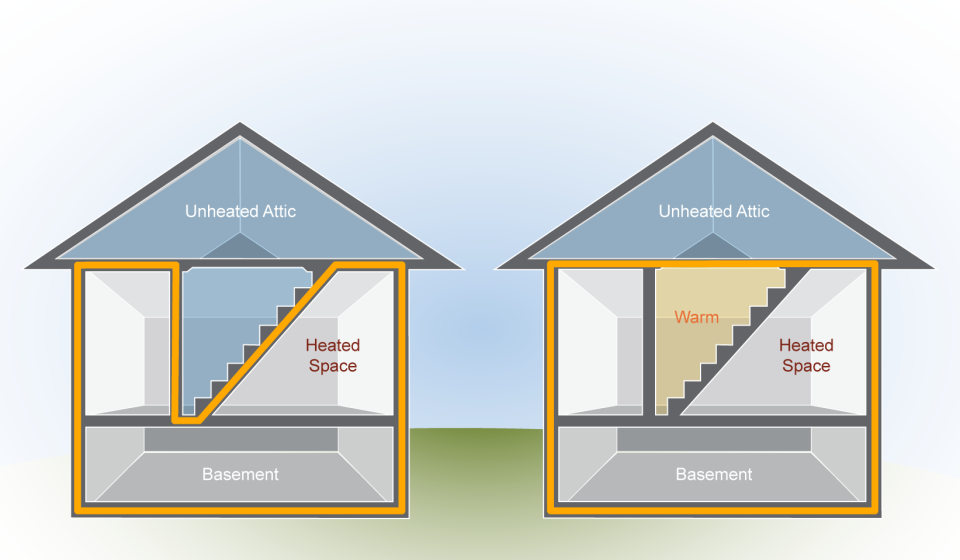 Unheated Attic
Heated
Space
Basement
Unheated Attic
Warm
Heated
Space
Basement